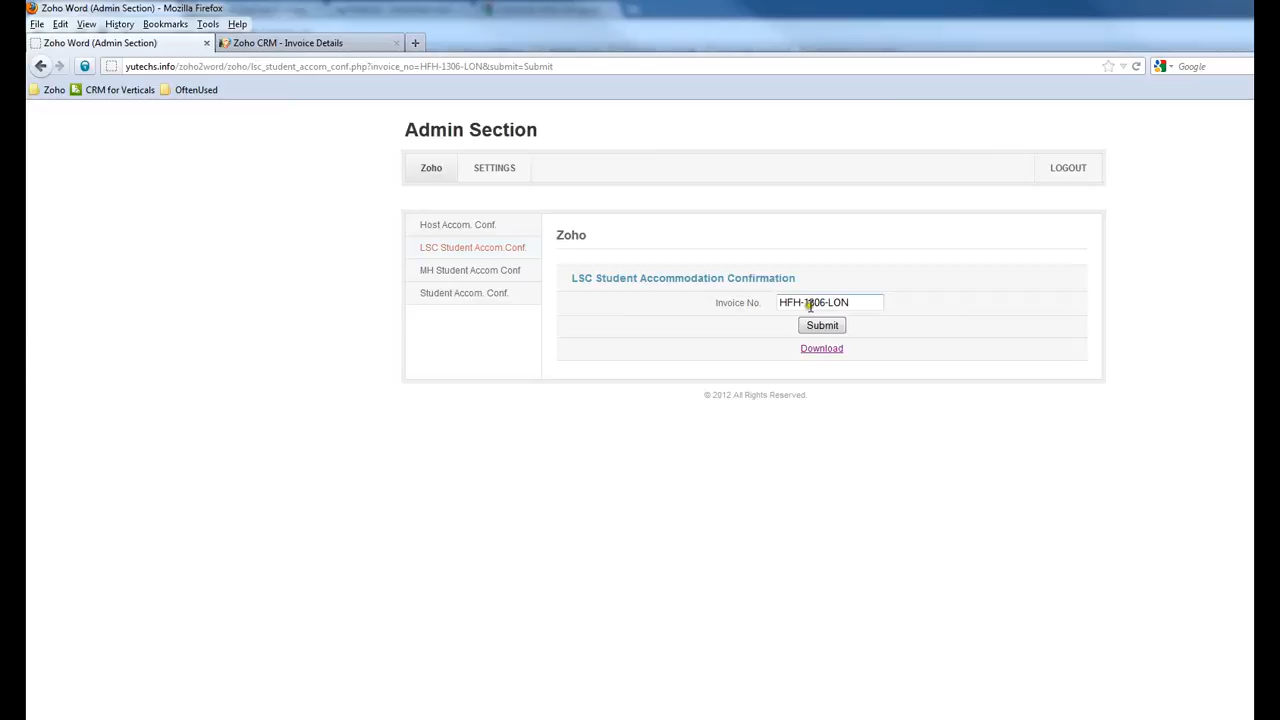 Zoho Word (Admin Section) - Mozilla Firefox
File Edit View History Bookmarks Tools Help
Zoho Word (Admin Section) Zoho CRM - Invoice Details
yutechs.info/zoho2word/zoho/lsc_student_accom_conf.php?invoice_no=HFH-1306-LON&submit=Submit Google
Zoho CRM for Verticals OftenUsed
Admin Section
Zoho SETTINGS LOGOUT
Host Accom. Conf.
LSC Student Accom.Conf.
MH Student Accom Conf
Student Accom. Conf.
Zoho
LSC Student Accommodation Confirmation
Invoice No. HFH-1306-LON
Submit
Download
© 2012 All Rights Reserved.